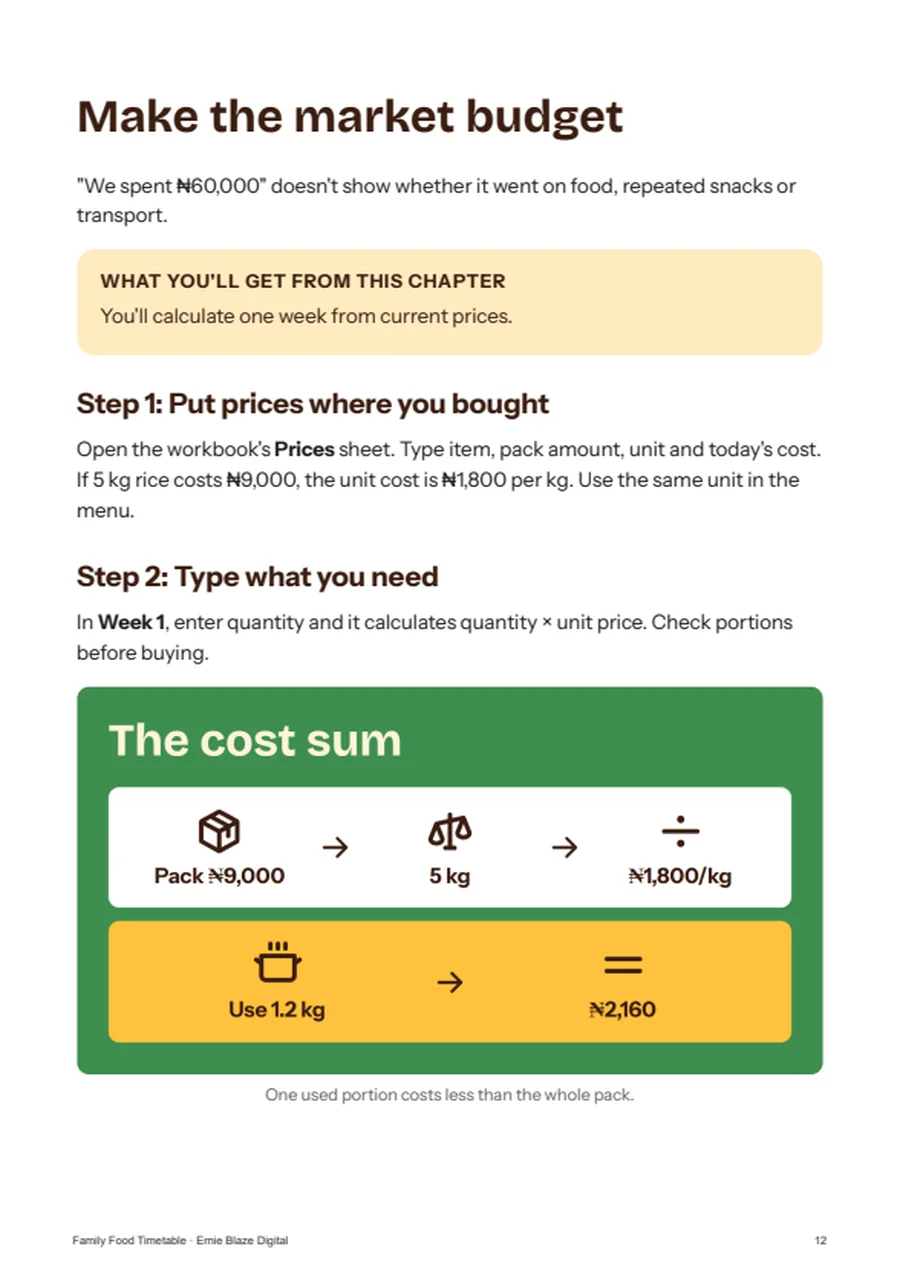 Make the market budget
"We spent ₦60,000" doesn't show whether it went on food, repeated snacks or
transport.
WHAT YOU'LL GET FROM THIS CHAPTER
You'll calculate one week from current prices.
Step 1: Put prices where you bought
Open the workbook's Prices sheet. Type item, pack amount, unit and today's cost.
If 5 kg rice costs ₦9,000, the unit cost is ₦1,800 per kg. Use the same unit in the
menu.
Step 2: Type what you need
In Week 1, enter quantity and it calculates quantity × unit price. Check portions
before buying.
The cost sum
Pack ₦9,000 → 5 kg → ₦1,800/kg
Use 1.2 kg → ₦2,160
One used portion costs less than the whole pack.
Family Food Timetable · Ernie Blaze Digital 12